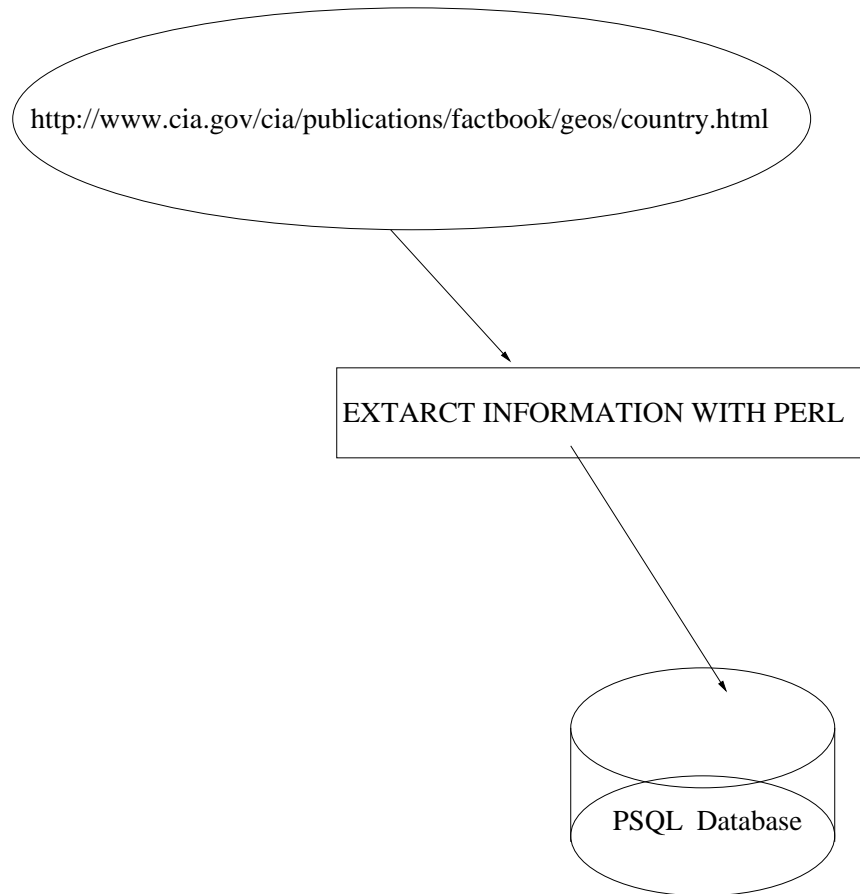 http://www.cia.gov/cia/publications/factbook/geos/country.html
EXTARCT INFORMATION WITH PERL
PSQL Database